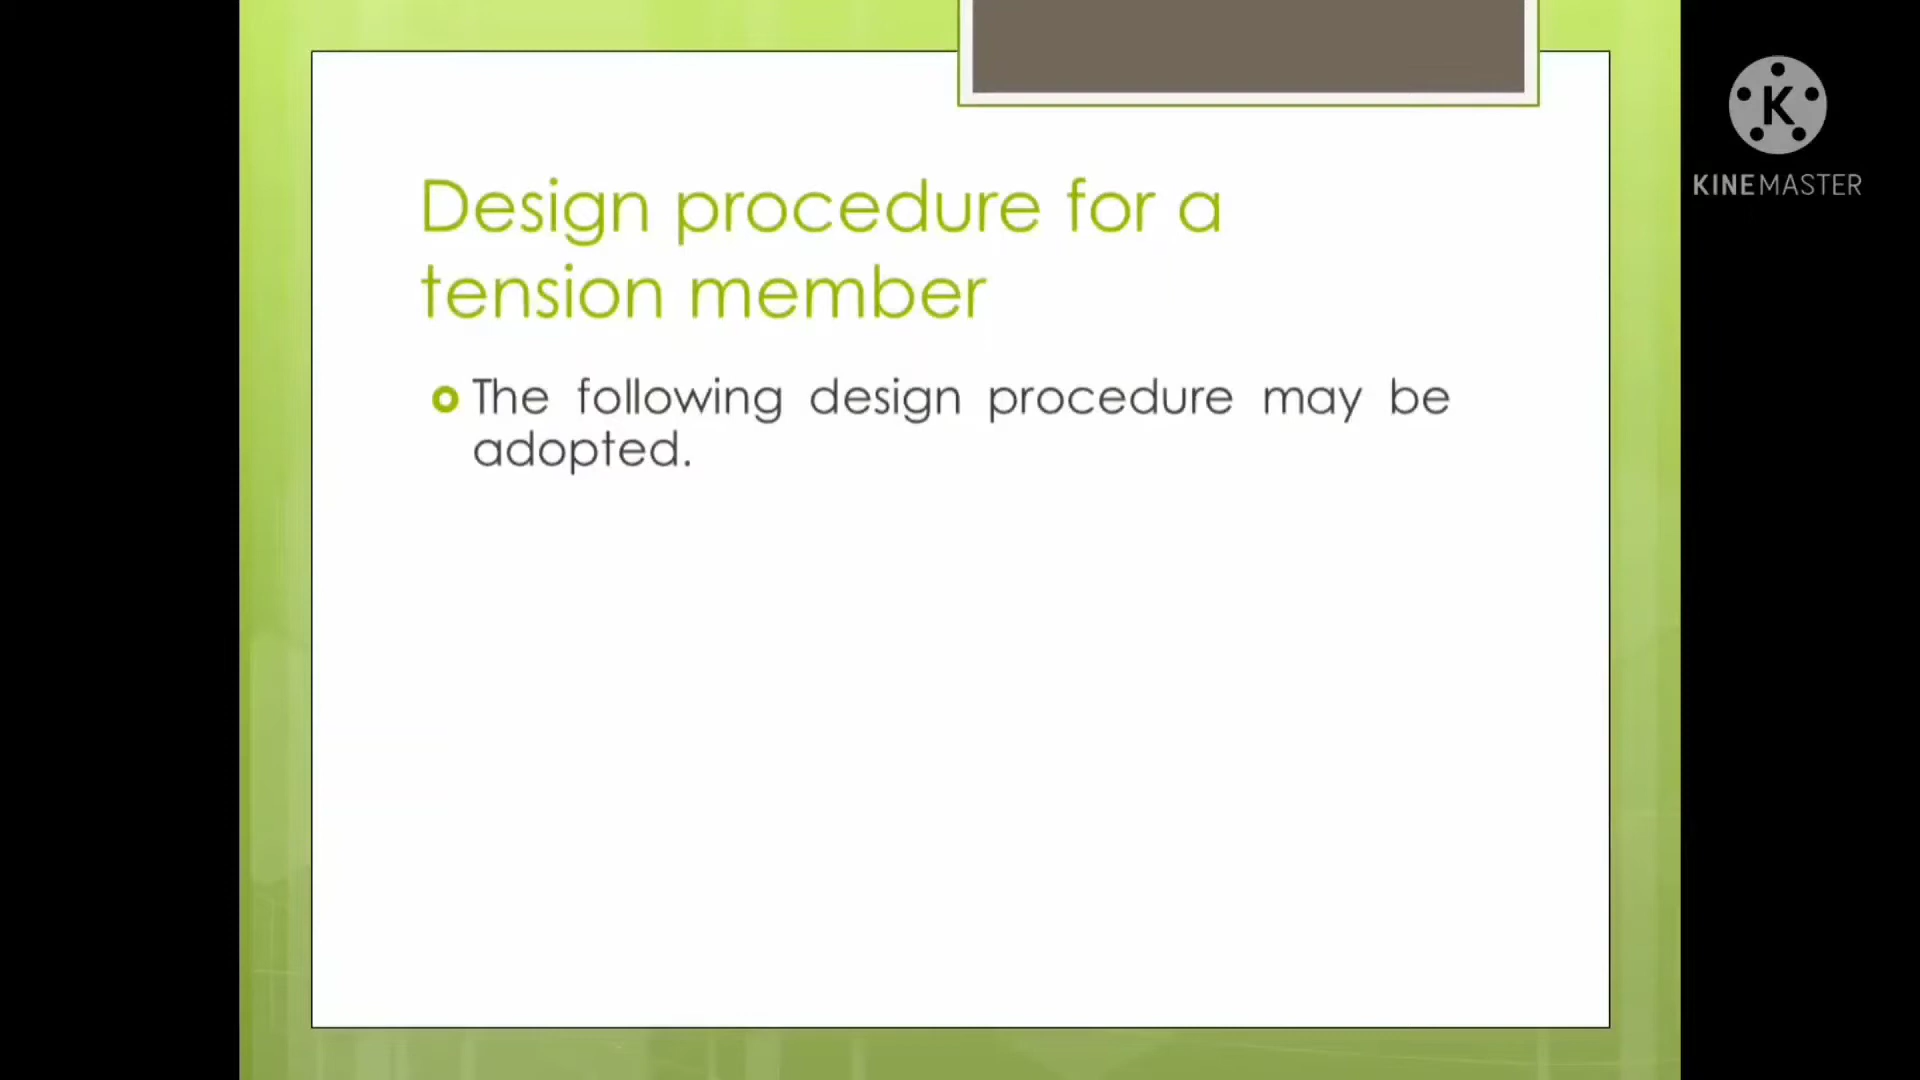 Design procedure for a
tension member
The following design procedure may be
adopted.
K
KINEMASTER